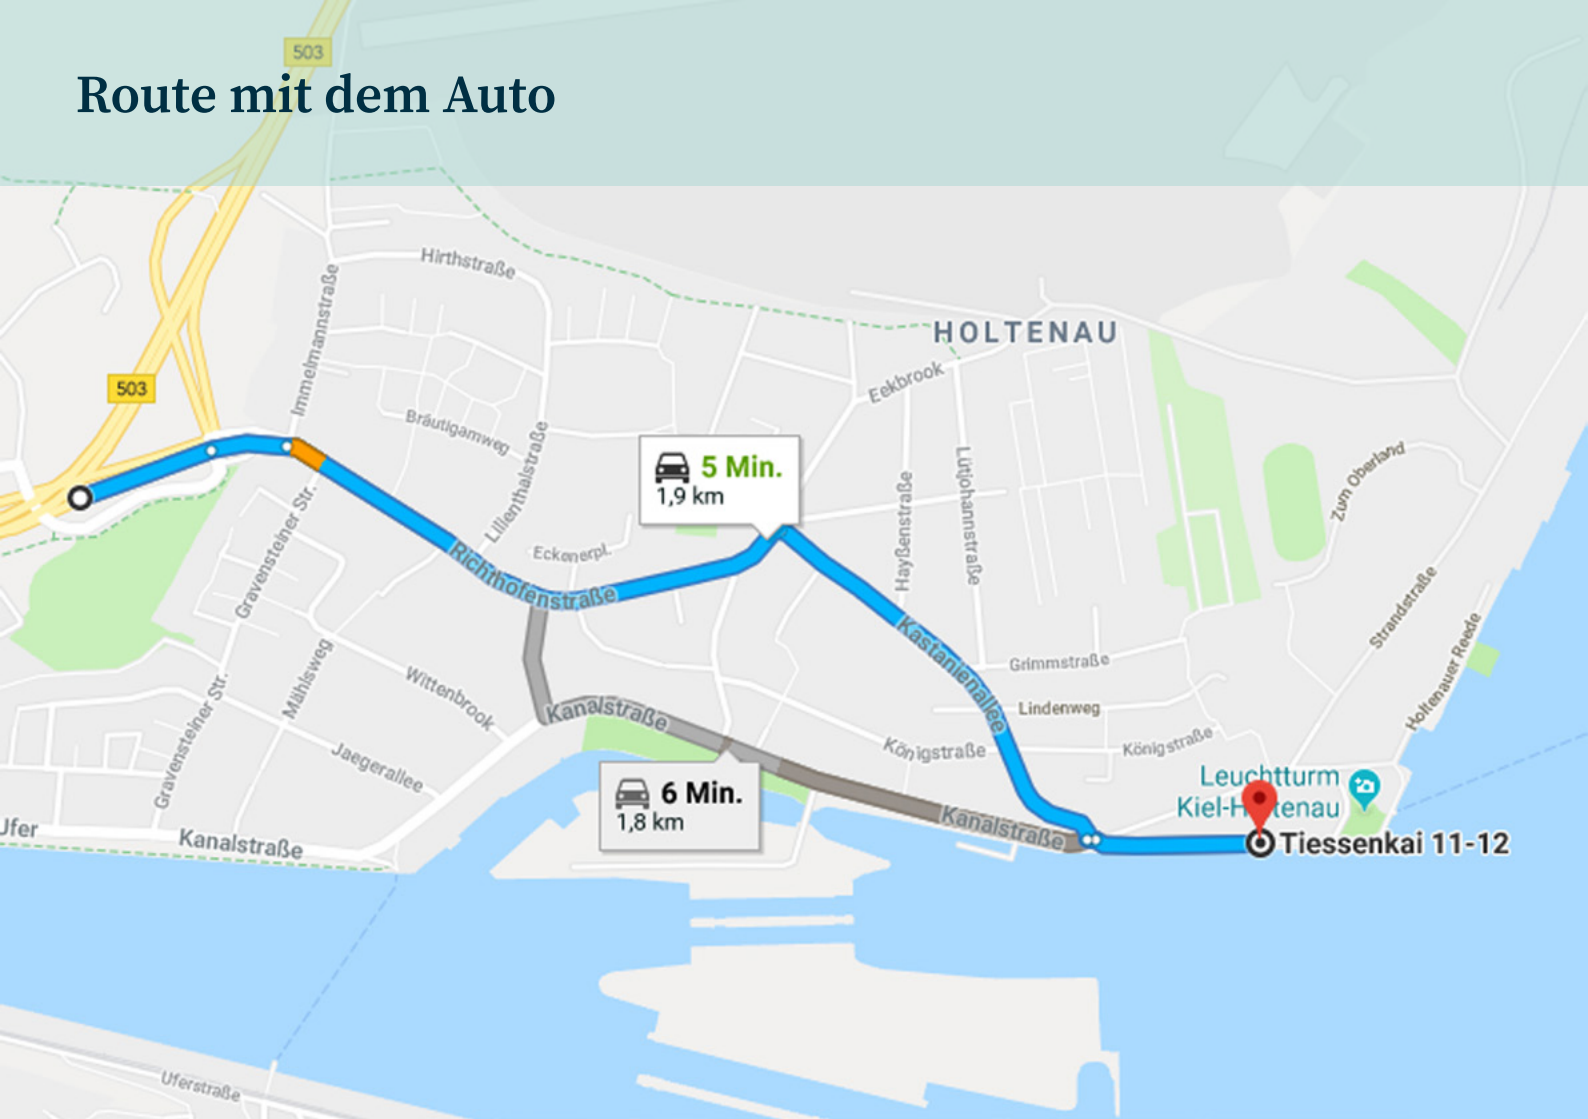 503
Route mit dem Auto
Hirthstraße
Immelmannstraße
HOLTENAU
503
Eekbrook
Bräutigamweg
Lilienthalstraße
5 Min.
1,9 km
Hayßenstraße
Lütjohannstraße
Zum Oberland
Gravensteiner Str.
Eckenerpl.
Richthofenstraße
Strandstraße
Holtenauer Reede
Kastanienallee
Grimmstraße
Mählsweg
Wittenbrook
Lindenweg
Gravensteiner Str.
Kanalstraße
Königstraße
Königstraße
Jaegerallee
6 Min.
1,8 km
Leuchtturm
Kiel-Holtenau
Ufer
Kanalstraße
Kanalstraße
Tiessenkai 11-12
Uferstraße